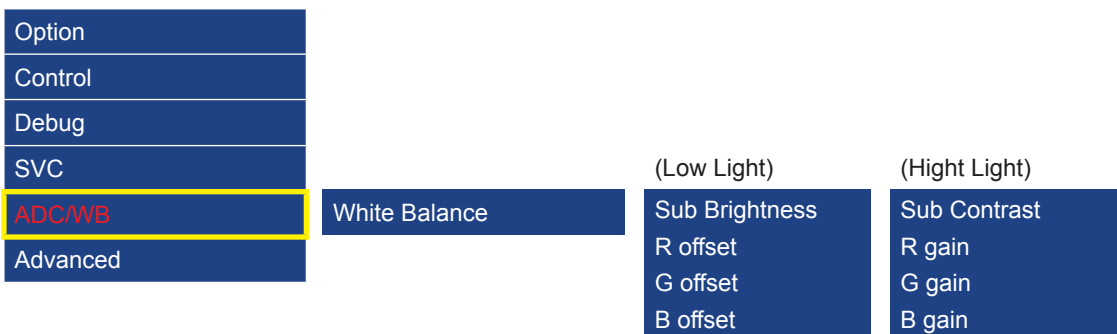 Option
Control
Debug
SVC
ADC/WB
Advanced
White Balance
(Low Light)
Sub Brightness
R offset
G offset
B offset
(Hight Light)
Sub Contrast
R gain
G gain
B gain